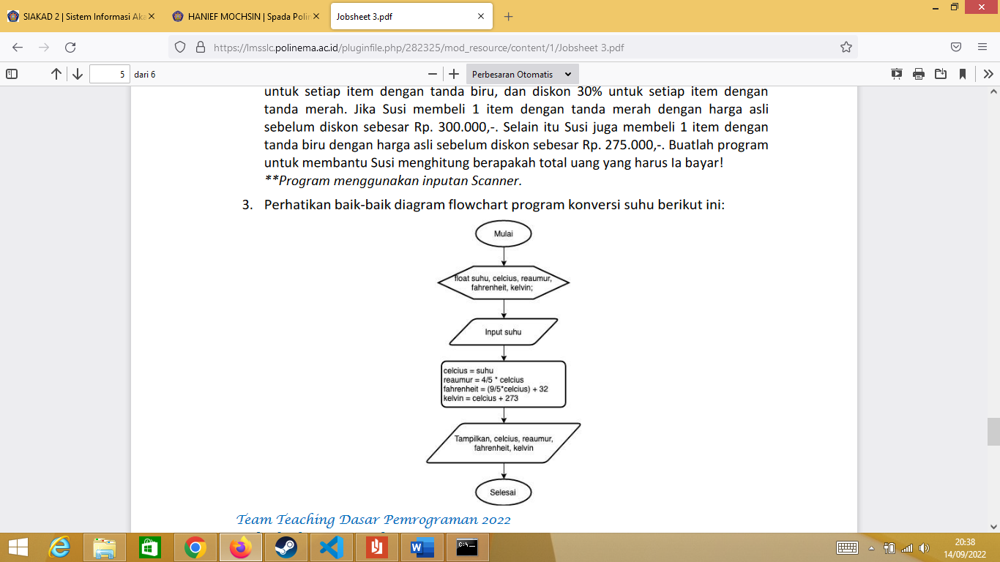 SIAKAD 2 | Sistem Informasi Aka
HANIEF MOCHSIN | Spada Polin
Jobsheet 3.pdf
https://lmsslc.polinema.ac.id/pluginfile.php/282325/mod_resource/content/1/Jobsheet 3.pdf
5 dari 6
Perbesaran Otomatis
untuk setiap item dengan tanda biru, dan diskon 30% untuk setiap item dengan
tanda merah. Jika Susi membeli 1 item dengan tanda merah dengan harga asli
sebelum diskon sebesar Rp. 300.000,-. Selain itu Susi juga membeli 1 item dengan
tanda biru dengan harga asli sebelum diskon sebesar Rp. 275.000,-. Buatlah program
untuk membantu Susi menghitung berapakah total uang yang harus Ia bayar!
**Program menggunakan inputan Scanner.
3. Perhatikan baik-baik diagram flowchart program konversi suhu berikut ini:
Mulai
float suhu, celcius, reaumur,
fahrenheit, kelvin;
Input suhu
celcius = suhu
reaumur = 4/5 * celcius
fahrenheit = (9/5*celcius) + 32
kelvin = celcius + 273
Tampilkan, celcius, reaumur,
fahrenheit, kelvin
Selesai
Team Teaching Dasar Pemrograman 2022
20:38
14/09/2022